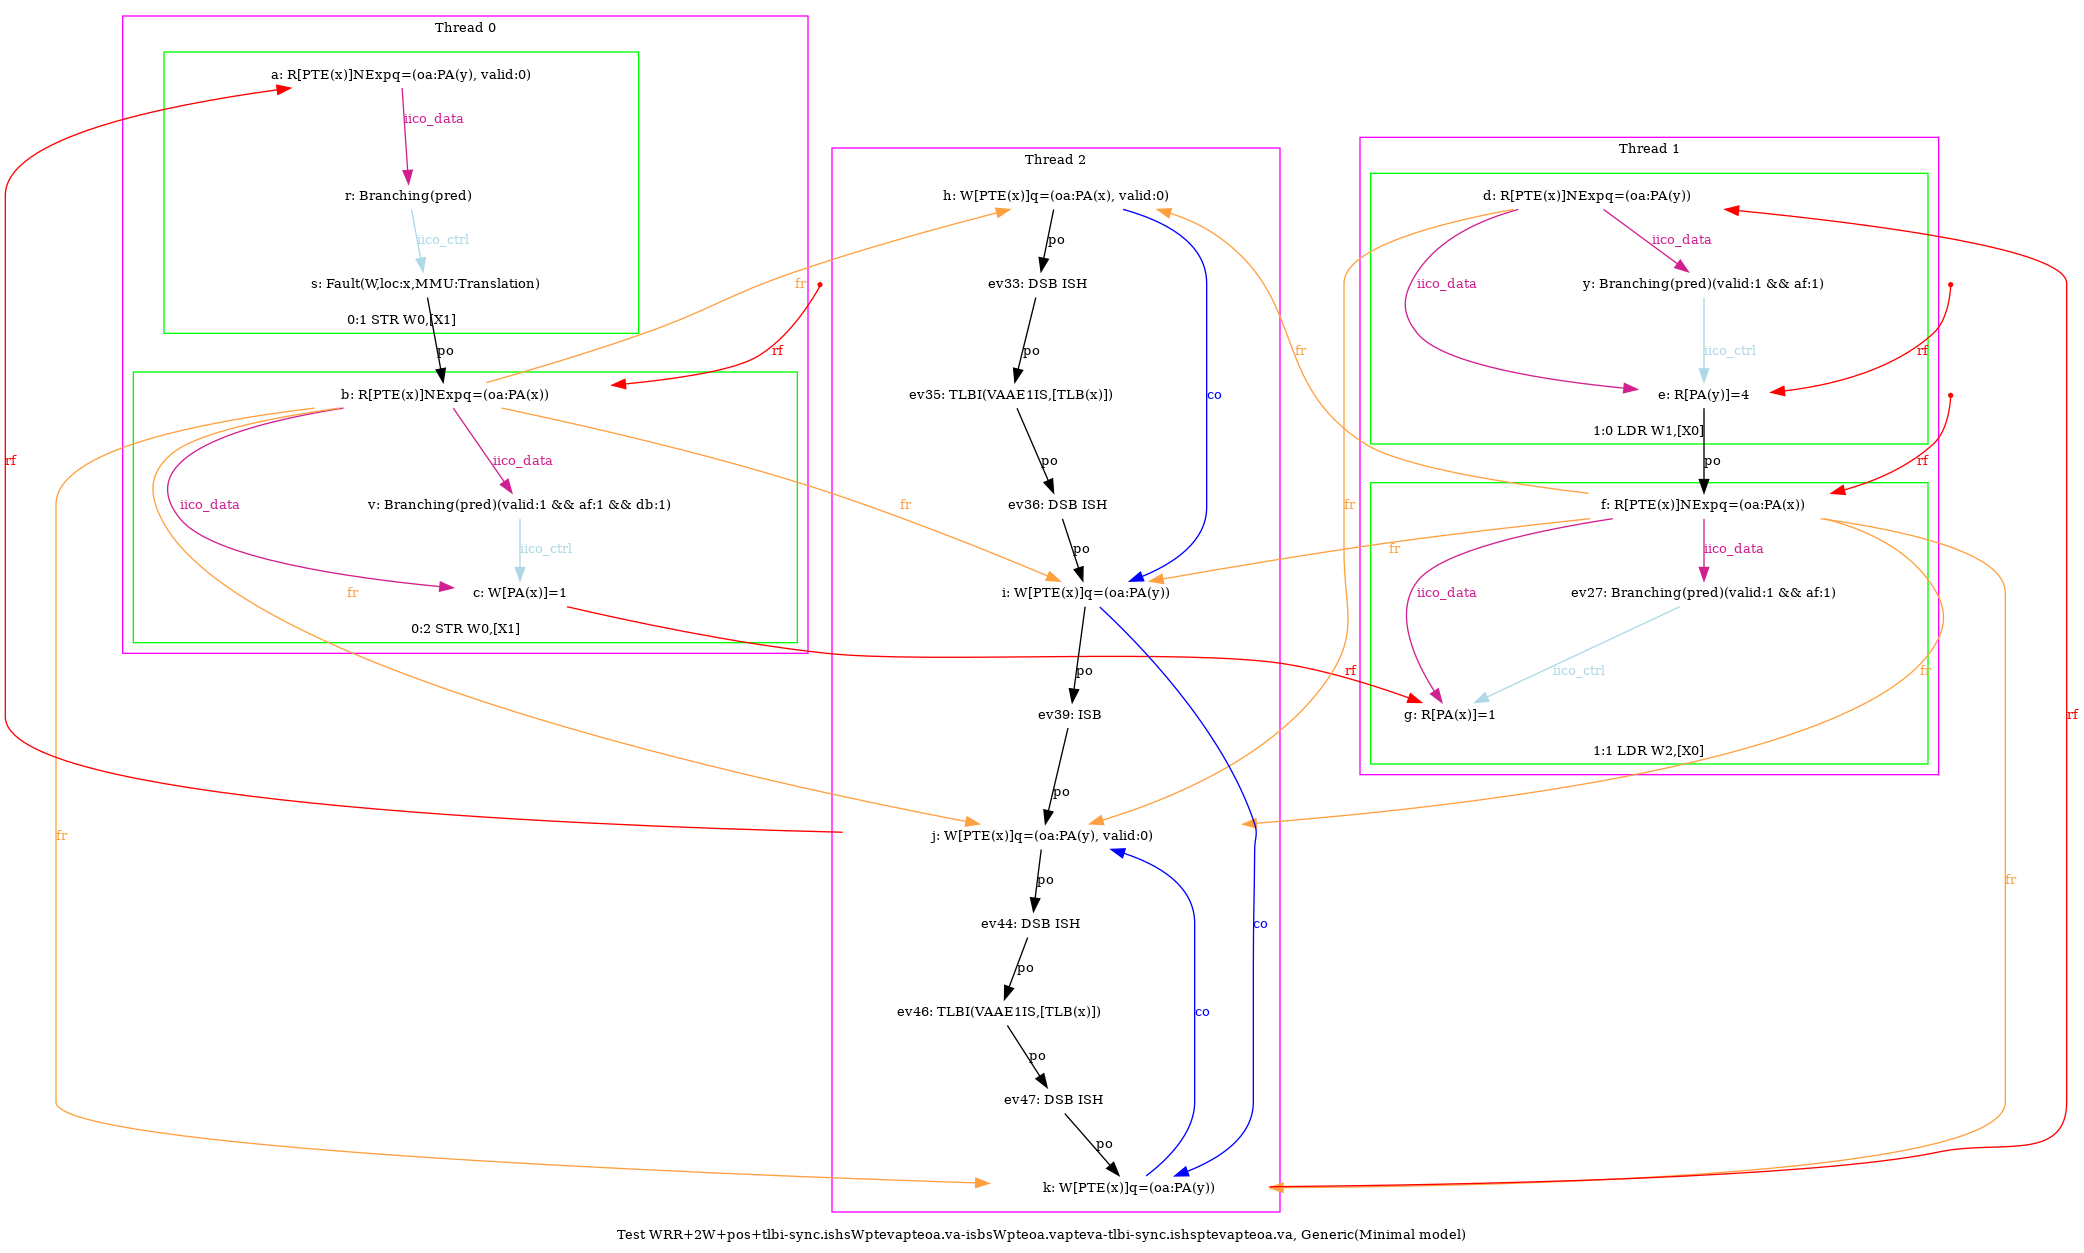 Thread 0
a: R[PTE(x)]NExpq=(oa:PA(y), valid:0)
iico_data
r: Branching(pred)
iico_ctrl
s: Fault(W,loc:x,MMU:Translation)
0:1 STR W0,[X1]
po
b: R[PTE(x)]NExpq=(oa:PA(x))
iico_data
iico_data
v: Branching(pred)(valid:1 && af:1 && db:1)
iico_ctrl
c: W[PA(x)]=1
0:2 STR W0,[X1]
rf
fr
fr
fr
fr
rf
Thread 2
h: W[PTE(x)]q=(oa:PA(x), valid:0)
po
ev33: DSB ISH
po
ev35: TLBI(VAAE1IS,[TLB(x)])
po
ev36: DSB ISH
po
co
i: W[PTE(x)]q=(oa:PA(y))
po
ev39: ISB
po
j: W[PTE(x)]q=(oa:PA(y), valid:0)
po
ev44: DSB ISH
po
ev46: TLBI(VAAE1IS,[TLB(x)])
po
ev47: DSB ISH
po
co
co
k: W[PTE(x)]q=(oa:PA(y))
Thread 1
d: R[PTE(x)]NExpq=(oa:PA(y))
iico_data
iico_data
y: Branching(pred)(valid:1 && af:1)
iico_ctrl
rf
e: R[PA(y)]=4
1:0 LDR W1,[X0]
po
rf
f: R[PTE(x)]NExpq=(oa:PA(x))
iico_data
iico_data
ev27: Branching(pred)(valid:1 && af:1)
iico_ctrl
g: R[PA(x)]=1
1:1 LDR W2,[X0]
fr
fr
fr
rf
fr
fr
rf
Test WRR+2W+pos+tlbi-sync.ishsWptevapteoa.va-isbsWpteoa.vapteva-tlbi-sync.ishsptevapteoa.va, Generic(Minimal model)